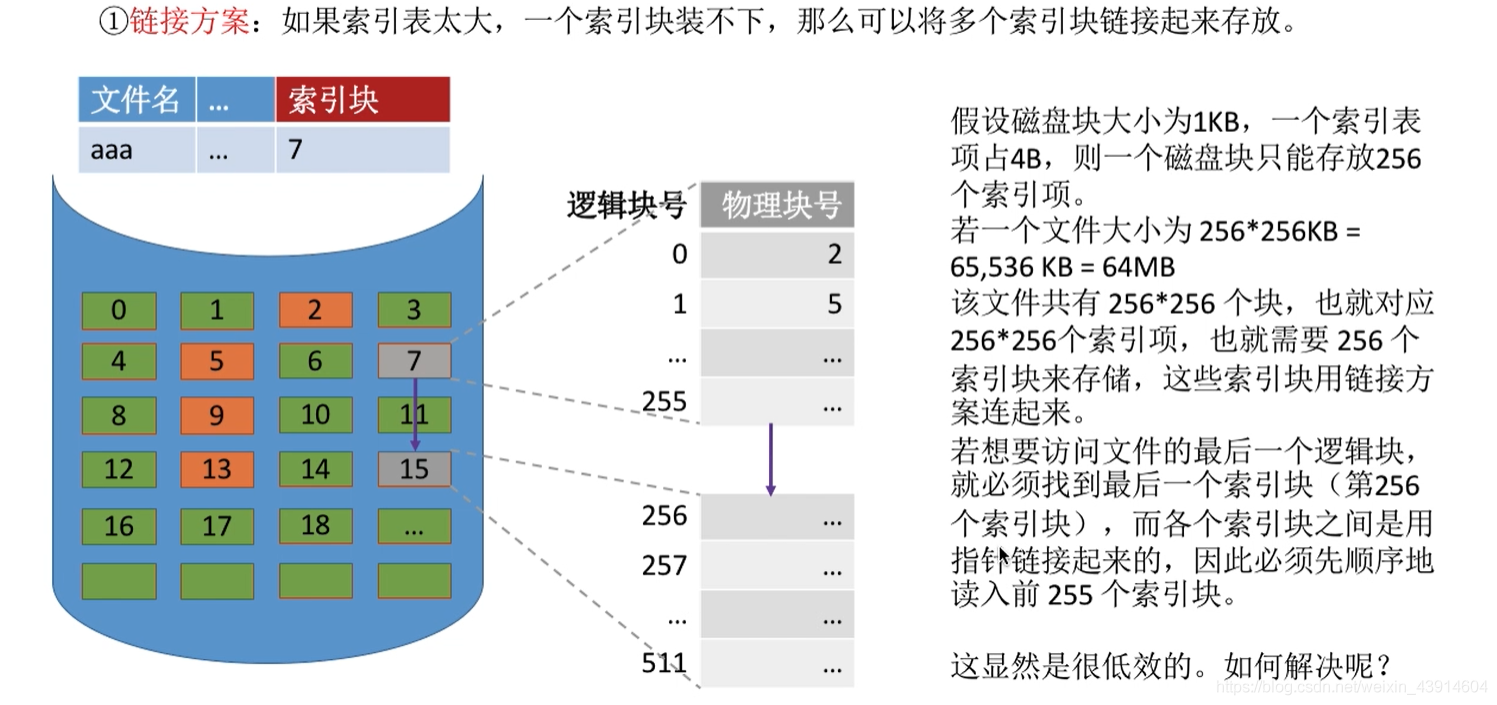 ①链接方案：如果索引表太大，一个索引块装不下，那么可以将多个索引块链接起来存放。
文件名 ... 索引块
aaa ... 7
0 1 2 3
4 5 6 7
8 9 10 11
12 13 14 15
16 17 18 ...
逻辑块号 物理块号
0 2
1 5
... ...
255 ...
256 ...
257 ...
... ...
511 ...
假设磁盘块大小为1KB，一个索引表
项占4B，则一个磁盘块只能存放256
个索引项。
若一个文件大小为 256*256KB =
65,536 KB = 64MB
该文件共有 256*256 个块，也就对应
256*256个索引项，也就需要 256 个
索引块来存储，这些索引块用链接方
案连起来。
若想要访问文件的最后一个逻辑块，
就必须找到最后一个索引块（第256
个索引块），而各个索引块之间是用
指针链接起来的，因此必须先顺序地
读入前 255 个索引块。
这显然是很低效的。如何解决呢？
https://blog.csdn.net/weixin_43914604